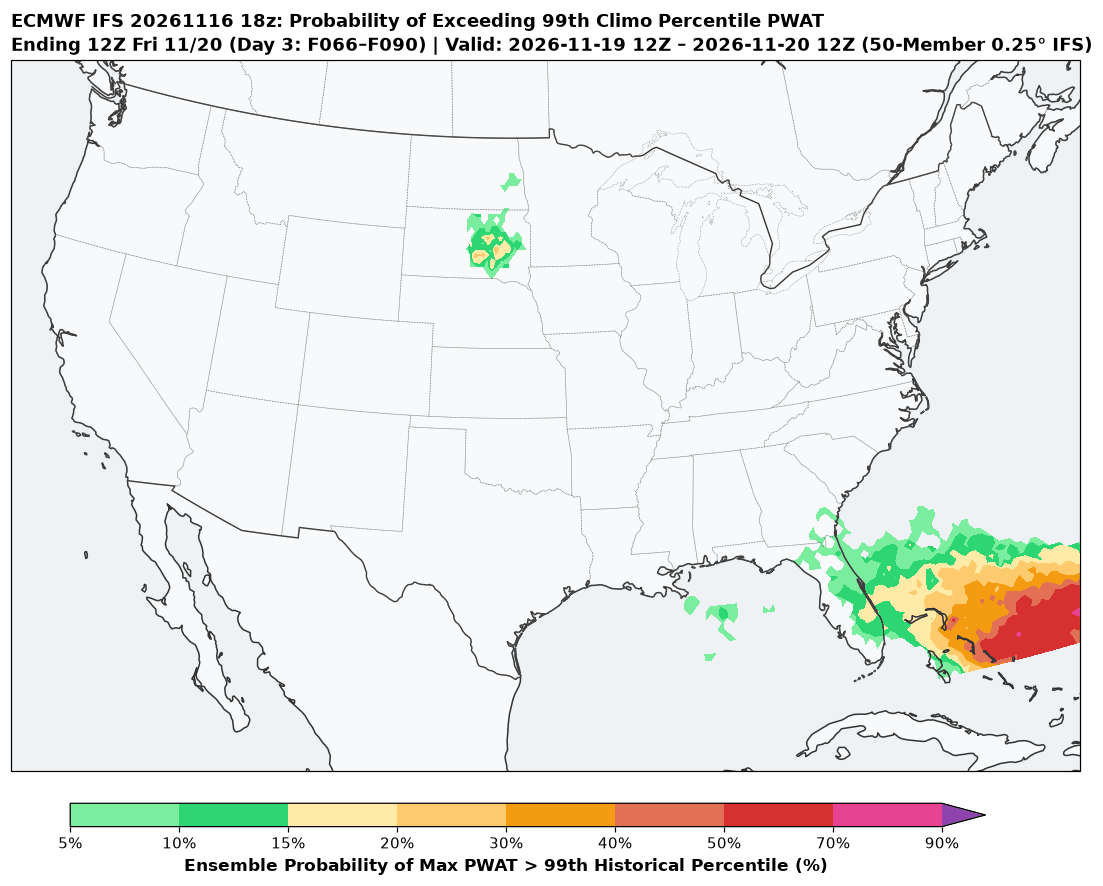 ECMWF IFS 20261116 18z: Probability of Exceeding 99th Climo Percentile PWAT
Ending 12Z Fri 11/20 (Day 3: F066–F090) | Valid: 2026-11-19 12Z – 2026-11-20 12Z (50-Member 0.25° IFS)
5% 10% 15% 20% 30% 40% 50% 70% 90%
Ensemble Probability of Max PWAT > 99th Historical Percentile (%)